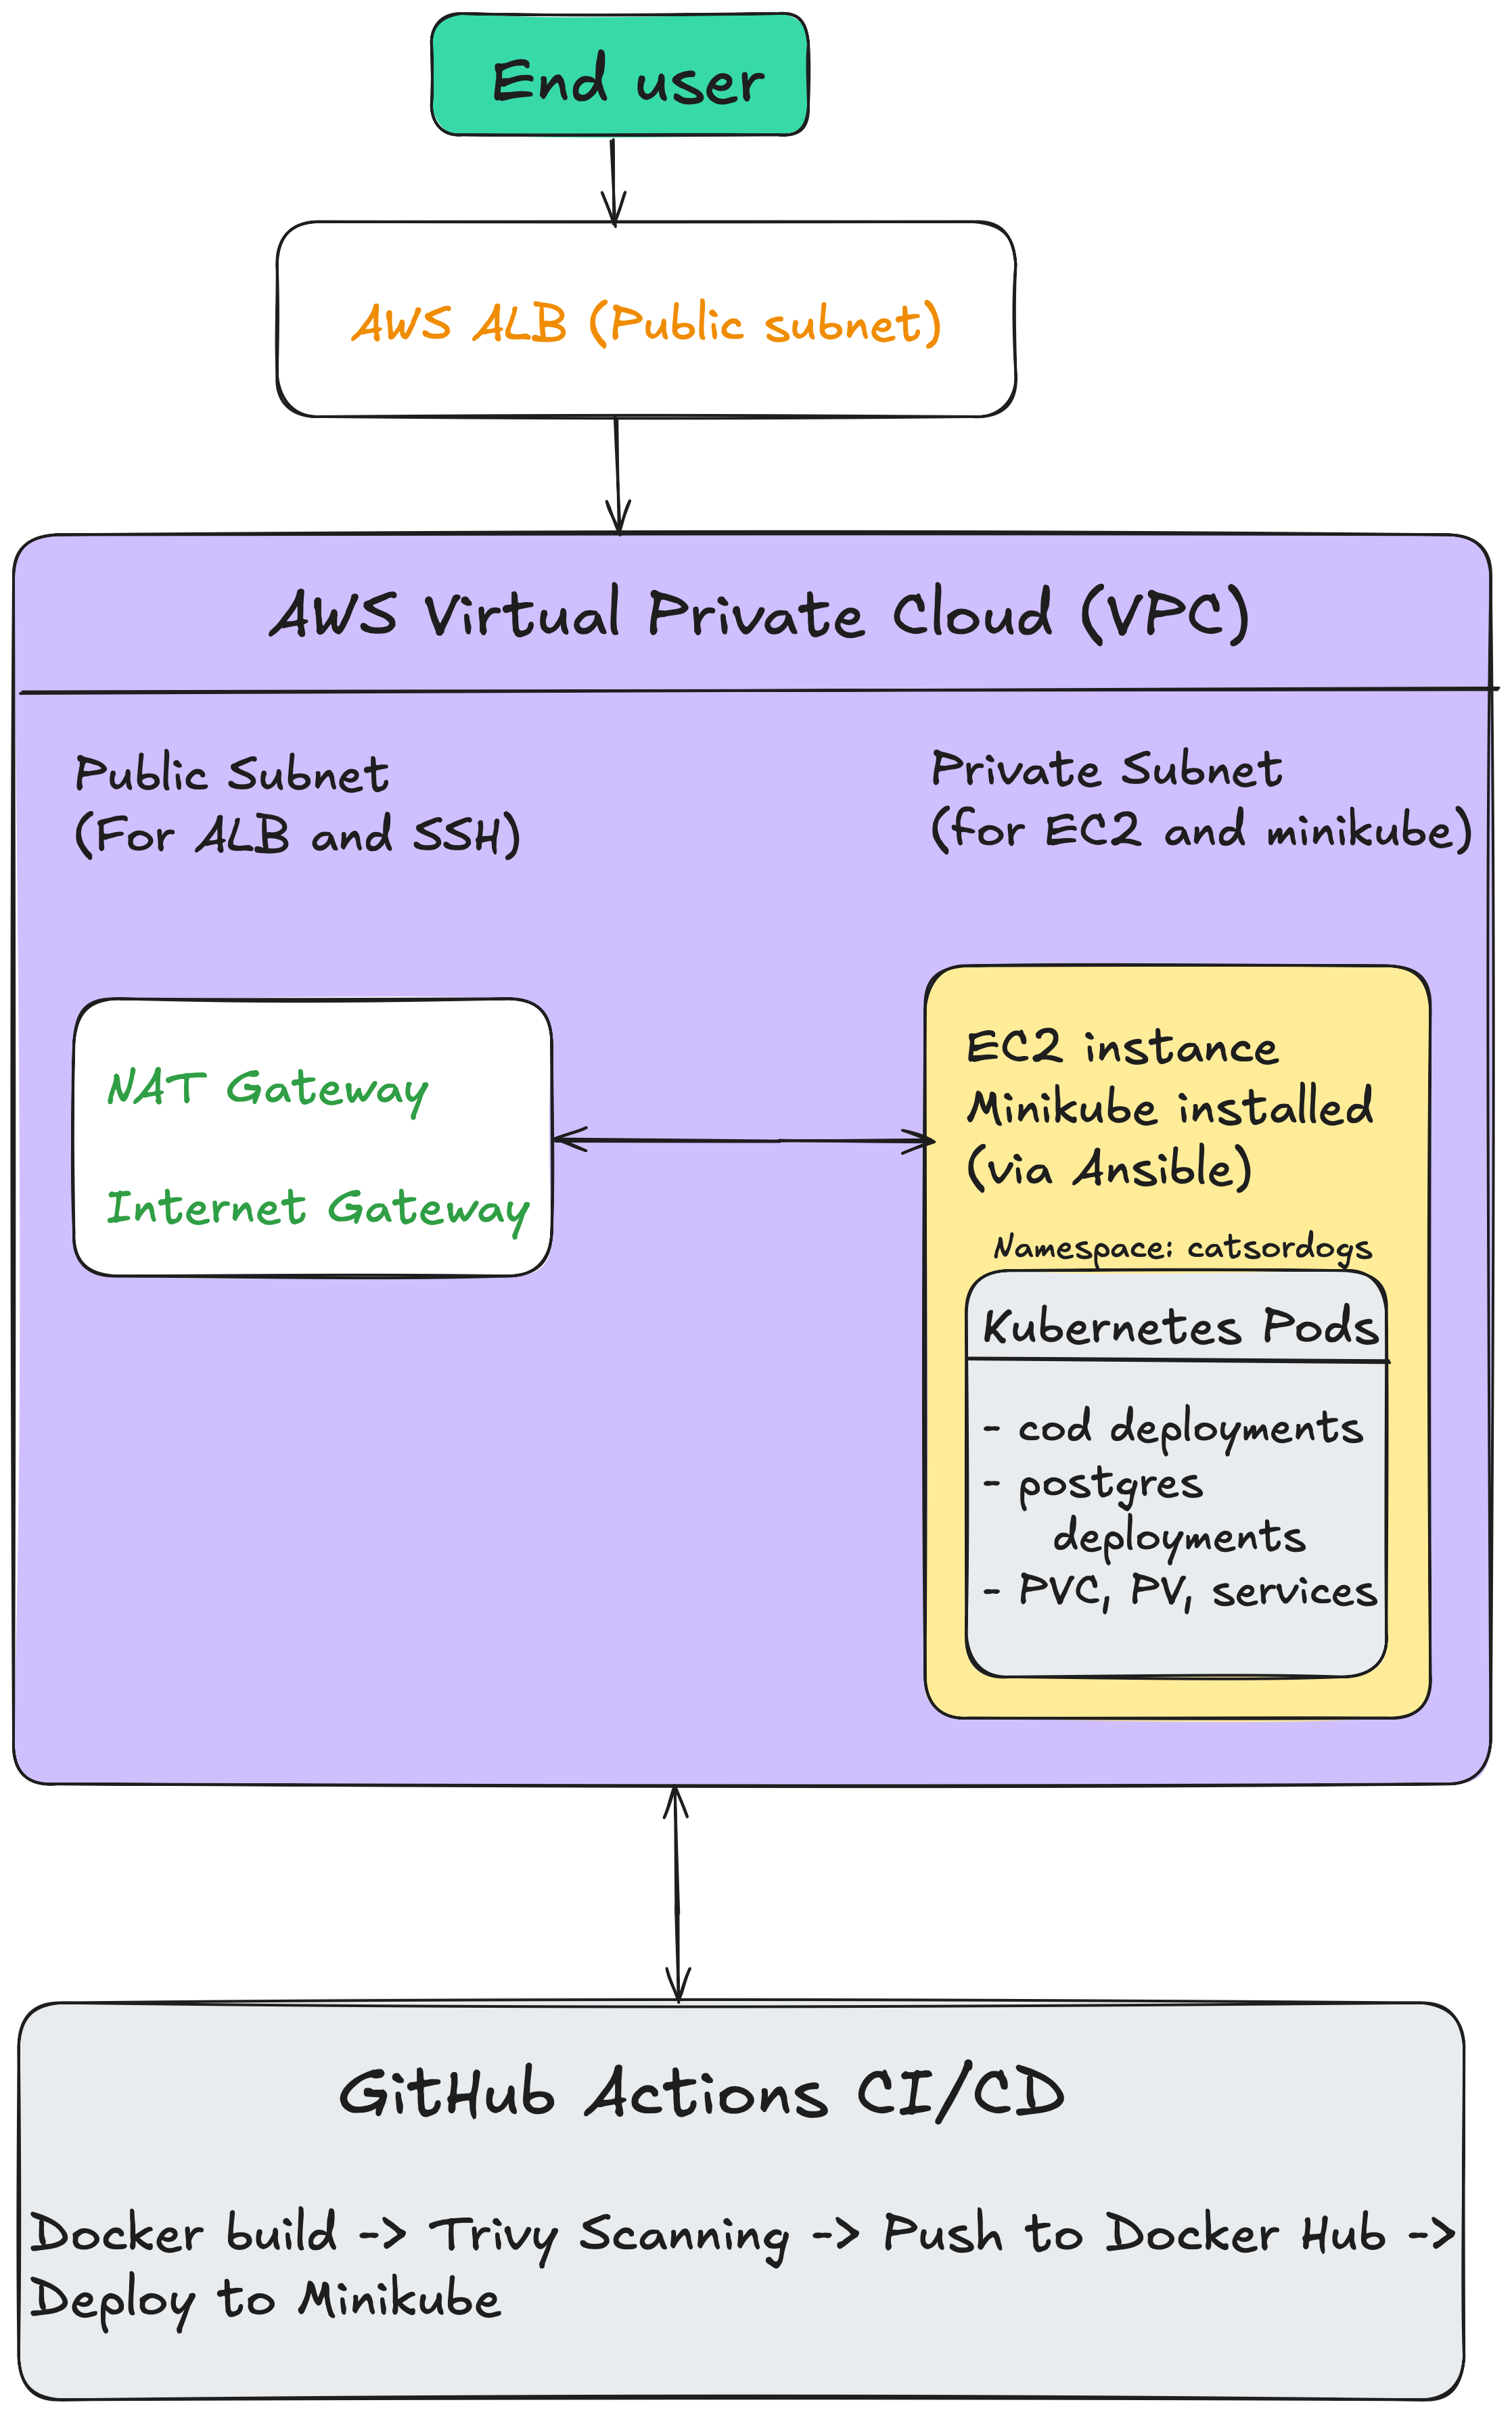 End user
AWS ALB (Public subnet)
AWS Virtual Private Cloud (VPC)
Public Subnet
(For ALB and SSH)
Private Subnet
(for EC2 and minikube)
NAT Gateway
Internet Gateway
EC2 instance
Minikube installed
(via Ansible)
Namespace: catsordogs
Kubernetes Pods
- cod deployments
- postgres
deployments
- PVC, PV, services
GitHub Actions CI/CD
Docker build -> Trivy Scanning -> Push to Docker Hub ->
Deploy to Minikube